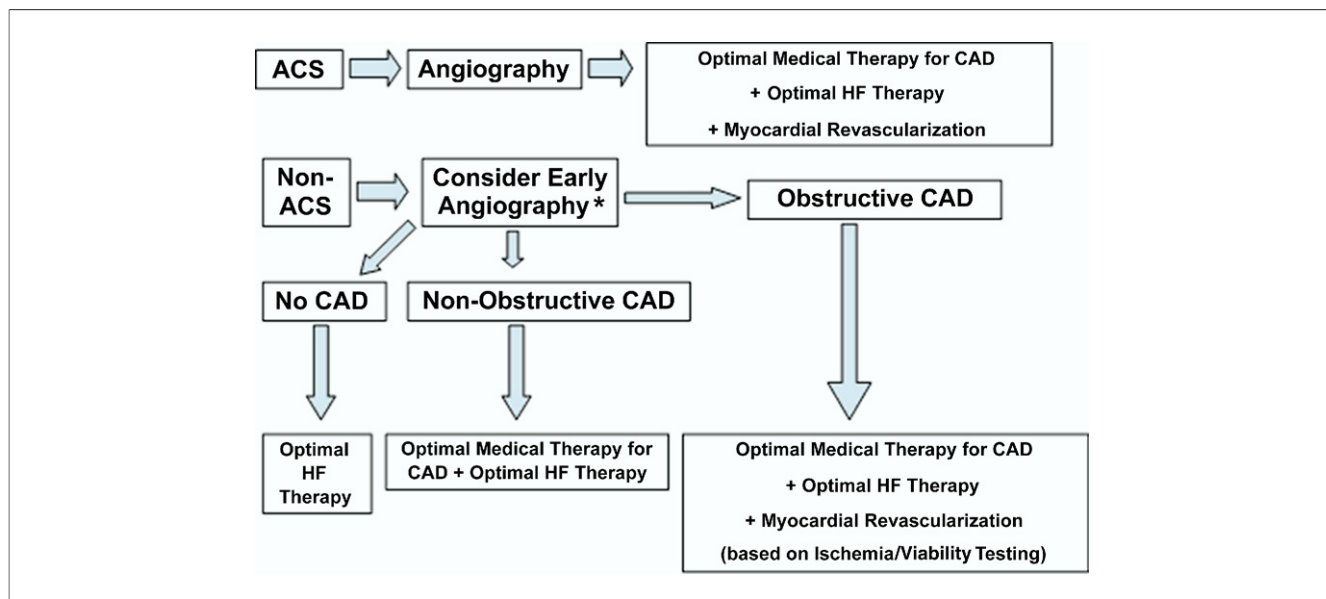 ACS
Angiography
Optimal Medical Therapy for CAD
+ Optimal HF Therapy
+ Myocardial Revascularization
Non-
ACS
Consider Early
Angiography *
Obstructive CAD
No CAD
Non-Obstructive CAD
Optimal
HF
Therapy
Optimal Medical Therapy for
CAD + Optimal HF Therapy
Optimal Medical Therapy for CAD
+ Optimal HF Therapy
+ Myocardial Revascularization
(based on Ischemia/Viability Testing)